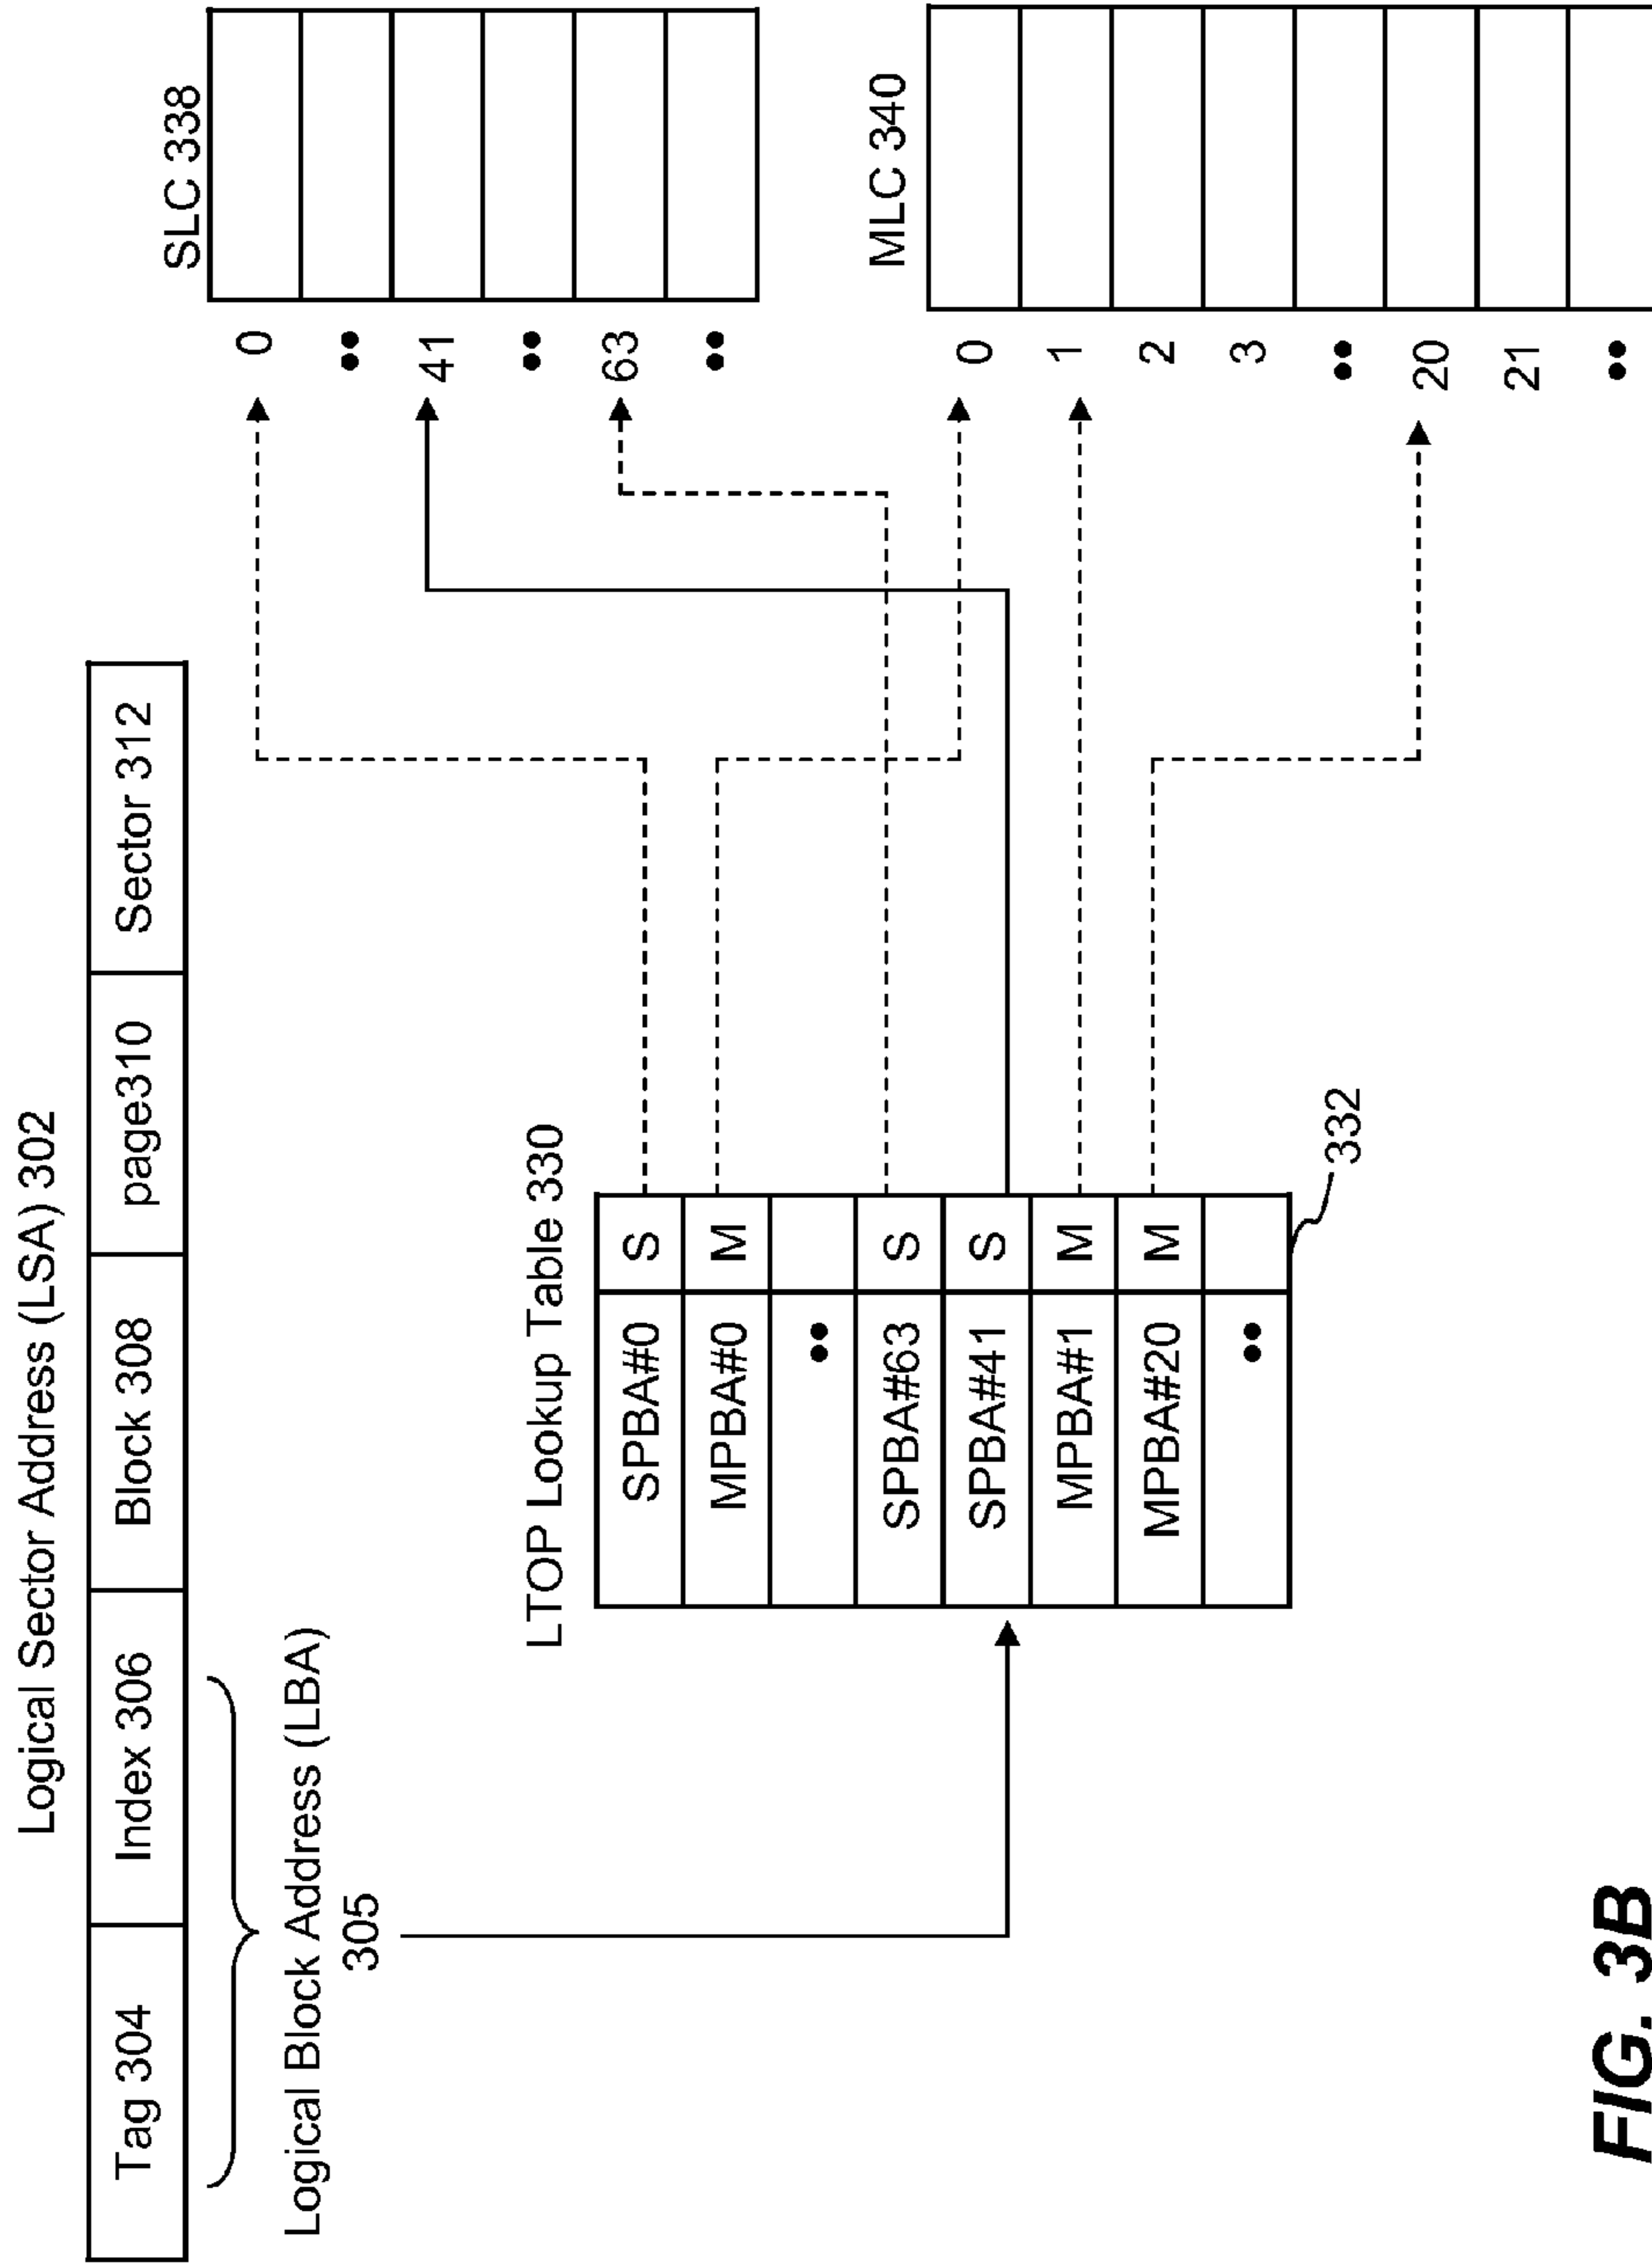 Logical Sector Address (LSA) 302
Tag 304 Index 306 Block 308 page310 Sector 312
Logical Block Address (LBA)
305
LTOP Lookup Table 330
SPBA#0 S
MPBA#0 M
••
SPBA#63 S
SPBA#41 S
MPBA#1 M
MPBA#20 M
••
332
SLC 338
0
••
41
••
63
••
MLC 340
0
1
2
3
••
20
21
••
FIG. 3B